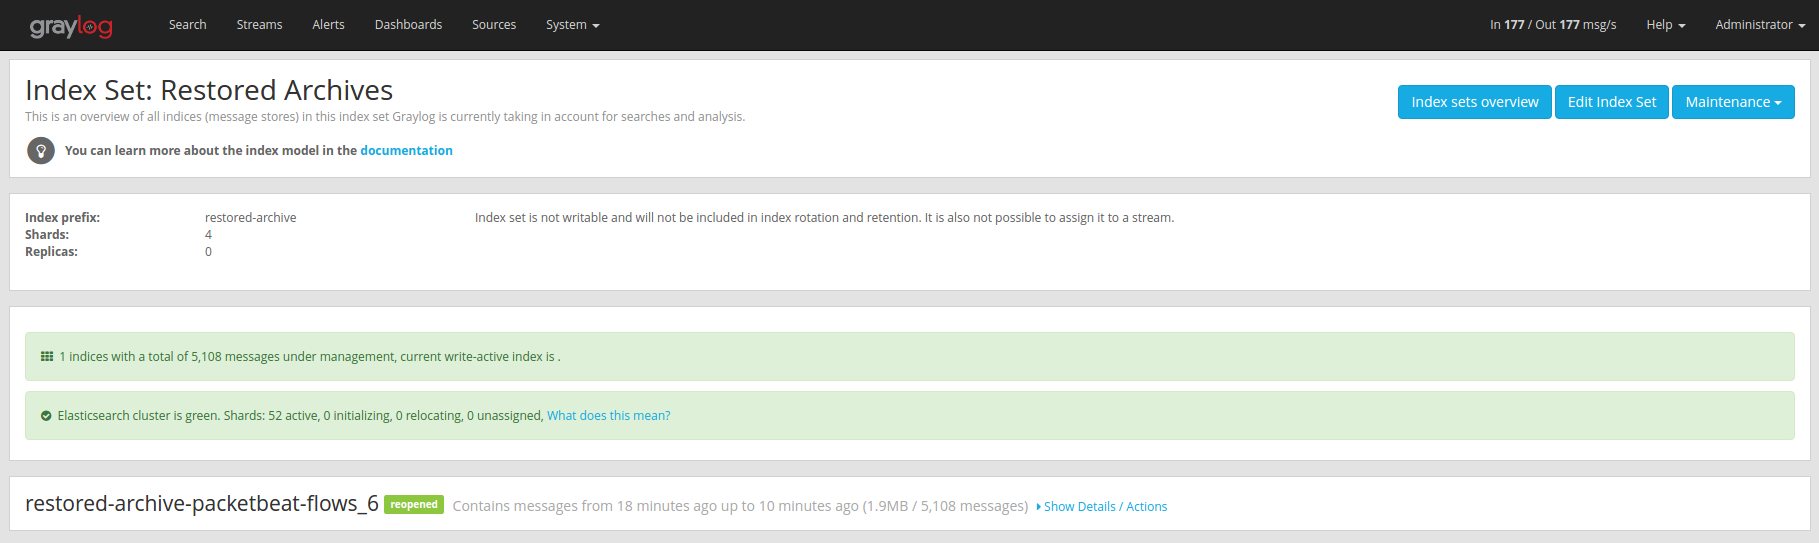 graylog Search Streams Alerts Dashboards Sources System In 177 / Out 177 msg/s Help Administrator
Index Set: Restored Archives
Index sets overview Edit Index Set Maintenance
This is an overview of all indices (message stores) in this index set Graylog is currently taking in account for searches and analysis.
You can learn more about the index model in the documentation
Index prefix: restored-archive Index set is not writable and will not be included in index rotation and retention. It is also not possible to assign it to a stream.
Shards: 4
Replicas: 0
1 indices with a total of 5,108 messages under management, current write-active index is .
Elasticsearch cluster is green. Shards: 52 active, 0 initializing, 0 relocating, 0 unassigned, What does this mean?
restored-archive-packetbeat-flows_6 reopened Contains messages from 18 minutes ago up to 10 minutes ago (1.9MB / 5,108 messages) Show Details / Actions